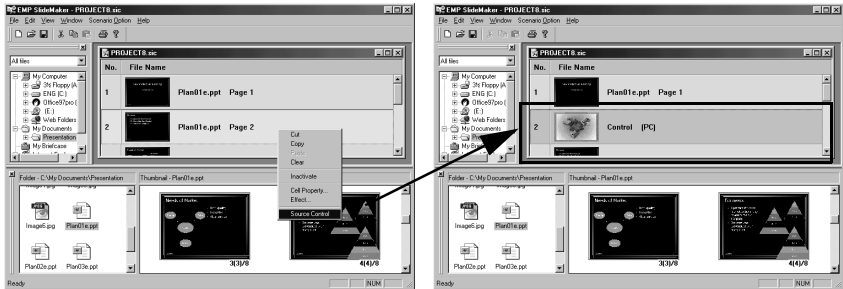 EMP SlideMaker - PROJECT8.sic
File Edit View Window Scenario Option Help
All files
My Computer
3½ Floppy (A
ENG (C:)
Office97pro (
(E:)
Web Folders
My Documents
Presentation
My Briefcase
PROJECT8.sic
No. File Name
1 Plan01e.ppt Page 1
2 Plan01e.ppt Page 2
Cut
Copy
Paste
Clear
Inactivate
Cell Property...
Effect...
Source Control
Folder - C:\My Documents\Presentation
Image6.jpg
Plan01e.ppt
Plan02e.ppt
Plan03e.ppt
Thumbnail - Plan01e.ppt
3(3)/8
4(4)/8
Ready
NUM
EMP SlideMaker - PROJECT8.sic
File Edit View Window Scenario Option Help
All files
My Computer
3½ Floppy (A
ENG (C:)
Office97pro (
(E:)
Web Folders
My Documents
My Briefcase
PROJECT8.sic
No. File Name
1 Plan01e.ppt Page 1
2 Control [PC]
Folder - C:\My Documents\Presentation
Image6.jpg
Plan01e.ppt
Plan02e.ppt
Plan03e.ppt
Thumbnail - Plan01e.ppt
3(3)/8
4(4)/8
Ready
NUM